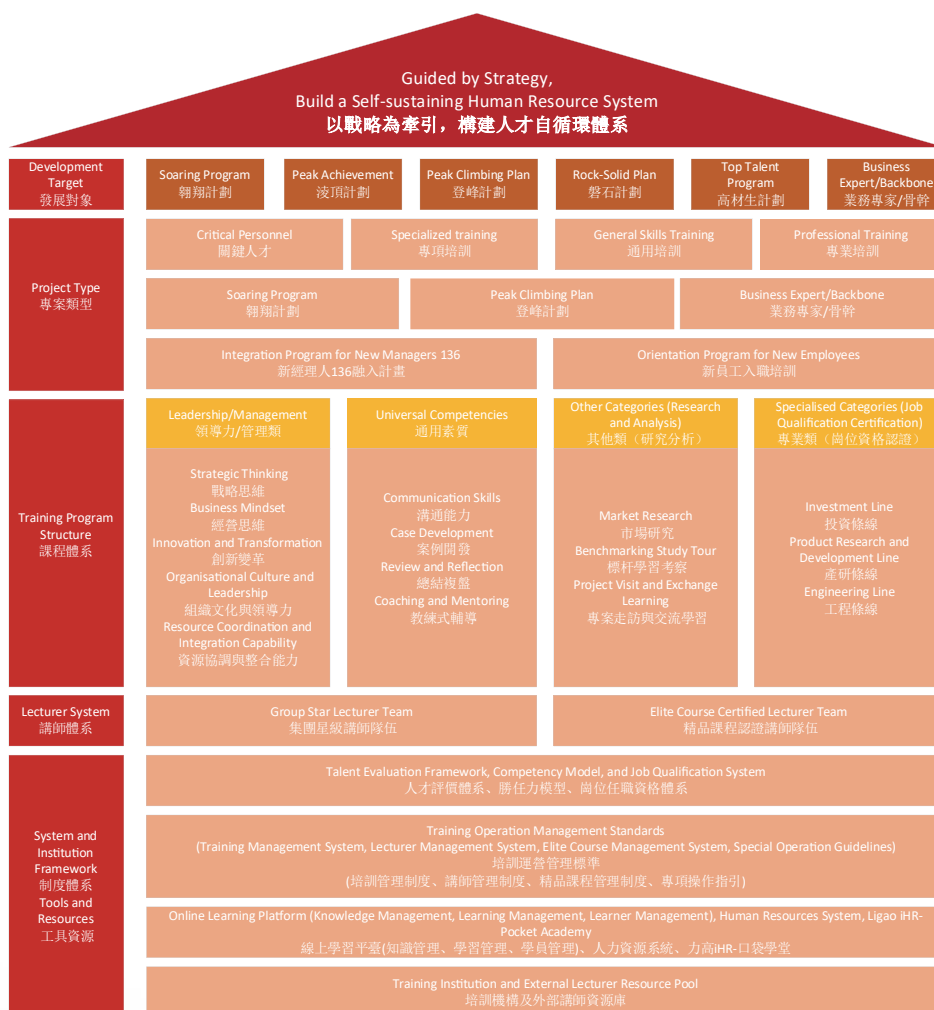 Guided by Strategy,
Build a Self-sustaining Human Resource System
以戰略為牽引，構建人才自循環體系
Development
Target
發展對象
Soaring Program
翱翔計劃
Peak Achievement
淩頂計劃
Peak Climbing Plan
登峰計劃
Rock-Solid Plan
磐石計劃
Top Talent
Program
高材生計劃
Business
Expert/Backbone
業務專家/骨幹
Project Type
專案類型
Critical Personnel
關鍵人才
Specialized training
專項培訓
General Skills Training
通用培訓
Professional Training
專業培訓
Soaring Program
翱翔計劃
Peak Climbing Plan
登峰計劃
Business Expert/Backbone
業務專家/骨幹
Integration Program for New Managers 136
新經理人136融入計畫
Orientation Program for New Employees
新員工入職培訓
Training Program
Structure
課程體系
Leadership/Management
領導力/管理類
Strategic Thinking
戰略思維
Business Mindset
經營思維
Innovation and Transformation
創新變革
Organisational Culture and
Leadership
組織文化與領導力
Resource Coordination and
Integration Capability
資源協調與整合能力
Universal Competencies
通用素質
Communication Skills
溝通能力
Case Development
案例開發
Review and Reflection
總結複盤
Coaching and Mentoring
教練式輔導
Other Categories (Research
and Analysis)
其他類（研究分析）
Market Research
市場研究
Benchmarking Study Tour
標杆學習考察
Project Visit and Exchange
Learning
專案走訪與交流學習
Specialised Categories (Job
Qualification Certification)
專業類（崗位資格認證）
Investment Line
投資條線
Product Research and
Development Line
產研條線
Engineering Line
工程條線
Lecturer System
講師體系
Group Star Lecturer Team
集團星級講師隊伍
Elite Course Certified Lecturer Team
精品課程認證講師隊伍
System and
Institution
Framework
制度體系
Tools and
Resources
工具資源
Talent Evaluation Framework, Competency Model, and Job Qualification System
人才評價體系、勝任力模型、崗位任職資格體系
Training Operation Management Standards
(Training Management System, Lecturer Management System, Elite Course Management System, Special Operation Guidelines)
培訓運營管理標準
(培訓管理制度、講師管理制度、精品課程管理制度、專項操作指引)
Online Learning Platform (Knowledge Management, Learning Management, Learner Management), Human Resources System, Ligao iHR-
Pocket Academy
線上學習平臺(知識管理、學習管理、學員管理)、人力資源系統、力高iHR-口袋學堂
Training Institution and External Lecturer Resource Pool
培訓機構及外部講師資源庫